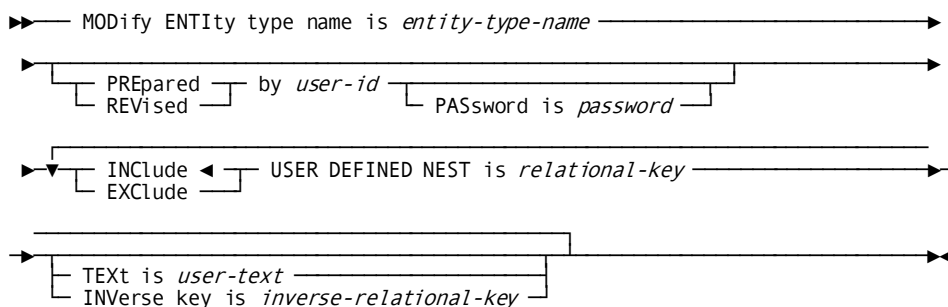 MODify ENTIty type name is entity-type-name
PREpared by user-id
REVised PASsword is password
INClude USER DEFINED NEST is relational-key
EXClude
TEXt is user-text
INVerse key is inverse-relational-key